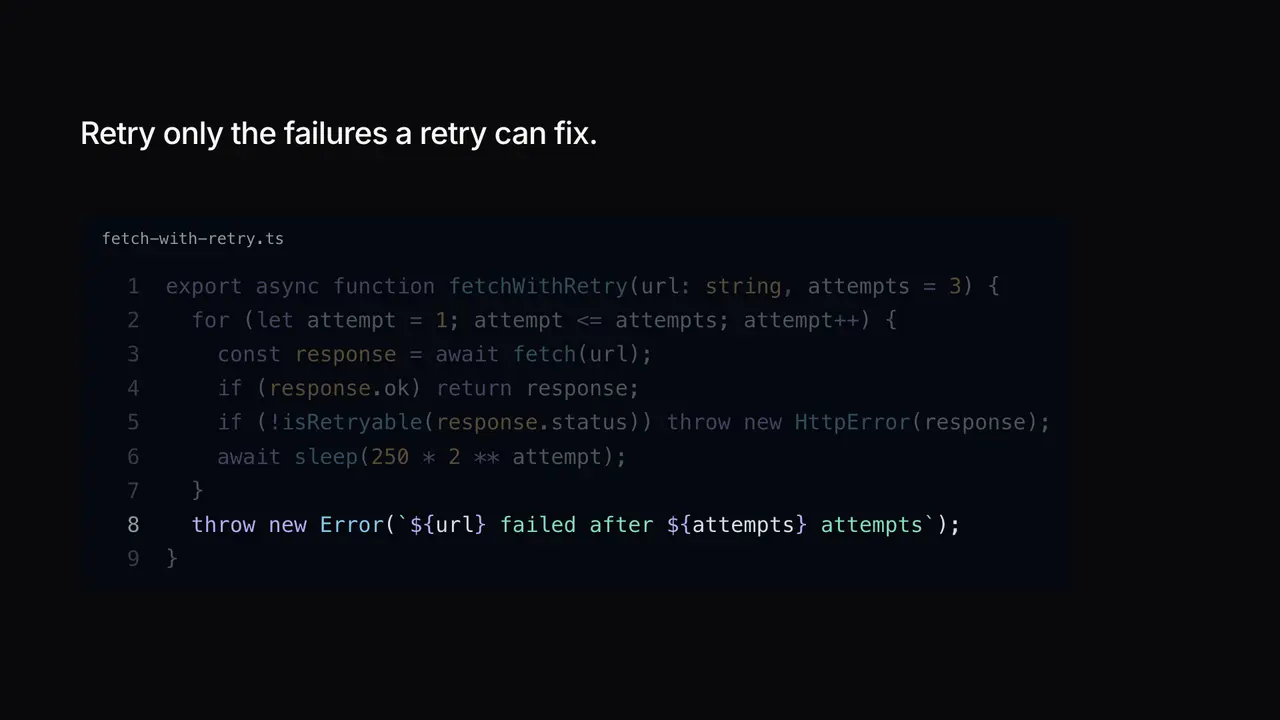 Retry only the failures a retry can fix.
fetch-with-retry.ts
1 export async function fetchWithRetry(url: string, attempts = 3) {
2   for (let attempt = 1; attempt <= attempts; attempt++) {
3     const response = await fetch(url);
4     if (response.ok) return response;
5     if (!isRetryable(response.status)) throw new HttpError(response);
6     await sleep(250 * 2 ** attempt);
7   }
8   throw new Error(`${url} failed after ${attempts} attempts`);
9 }